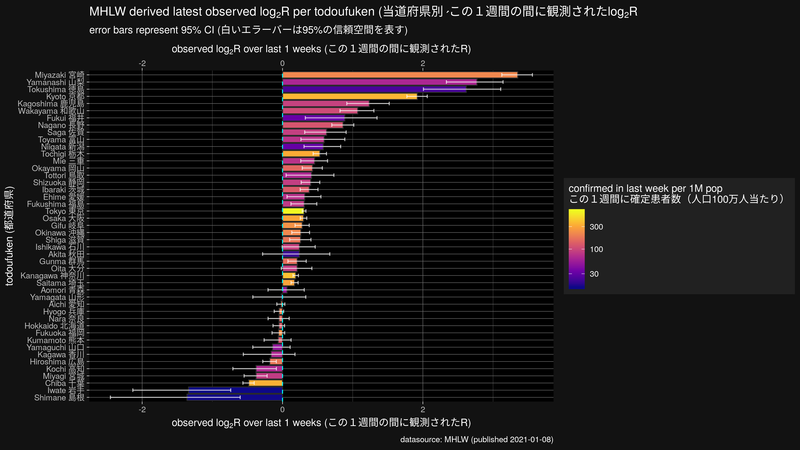 MHLW derived latest observed log₂R per todoufuken (当道府県別 -この１週間の間に観測されたlog₂R
error bars represent 95% CI (白いエラーバーは95%の信頼空間を表す)
observed log₂R over last 1 weeks (この１週間の間に観測されたR)
-2 0 2
Miyazaki 宮崎
Yamanashi 山梨
Tokushima 徳島
Kyoto 京都
Kagoshima 鹿児島
Wakayama 和歌山
Fukui 福井
Nagano 長野
Saga 佐賀
Toyama 富山
Niigata 新潟
Tochigi 栃木
Mie 三重
Okayama 岡山
Tottori 鳥取
Shizuoka 静岡
Ibaraki 茨城
Ehime 愛媛
Fukushima 福島
Tokyo 東京
Osaka 大阪
Gifu 岐阜
Okinawa 沖縄
Shiga 滋賀
Ishikawa 石川
Akita 秋田
Gunma 群馬
Oita 大分
Kanagawa 神奈川
Saitama 埼玉
Aomori 青森
Yamagata 山形
Aichi 愛知
Hyogo 兵庫
Nara 奈良
Hokkaido 北海道
Fukuoka 福岡
Kumamoto 熊本
Yamaguchi 山口
Kagawa 香川
Hiroshima 広島
Kochi 高知
Miyagi 宮城
Chiba 千葉
Iwate 岩手
Shimane 島根
todoufuken (都道府県)
-2 0 2
observed log₂R over last 1 weeks (この１週間の間に観測されたR)
confirmed in last week per 1M pop
この１週間に確定患者数（人口100万人当たり）
300
100
30
datasource: MHLW (published 2021-01-08)